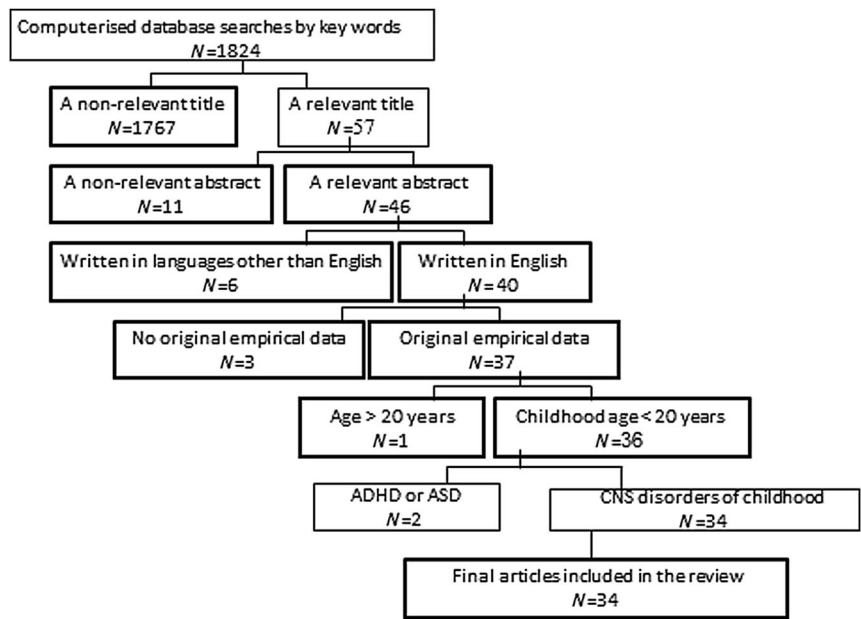 Computerised database searches by key words
N=1824
A non-relevant title
N=1767
A relevant title
N=57
A non-relevant abstract
N=11
A relevant abstract
N=46
Written in languages other than English
N=6
Written in English
N=40
No original empirical data
N=3
Original empirical data
N=37
Age > 20 years
N=1
Childhood age < 20 years
N=36
ADHD or ASD
N=2
CNS disorders of childhood
N=34
Final articles included in the review
N=34